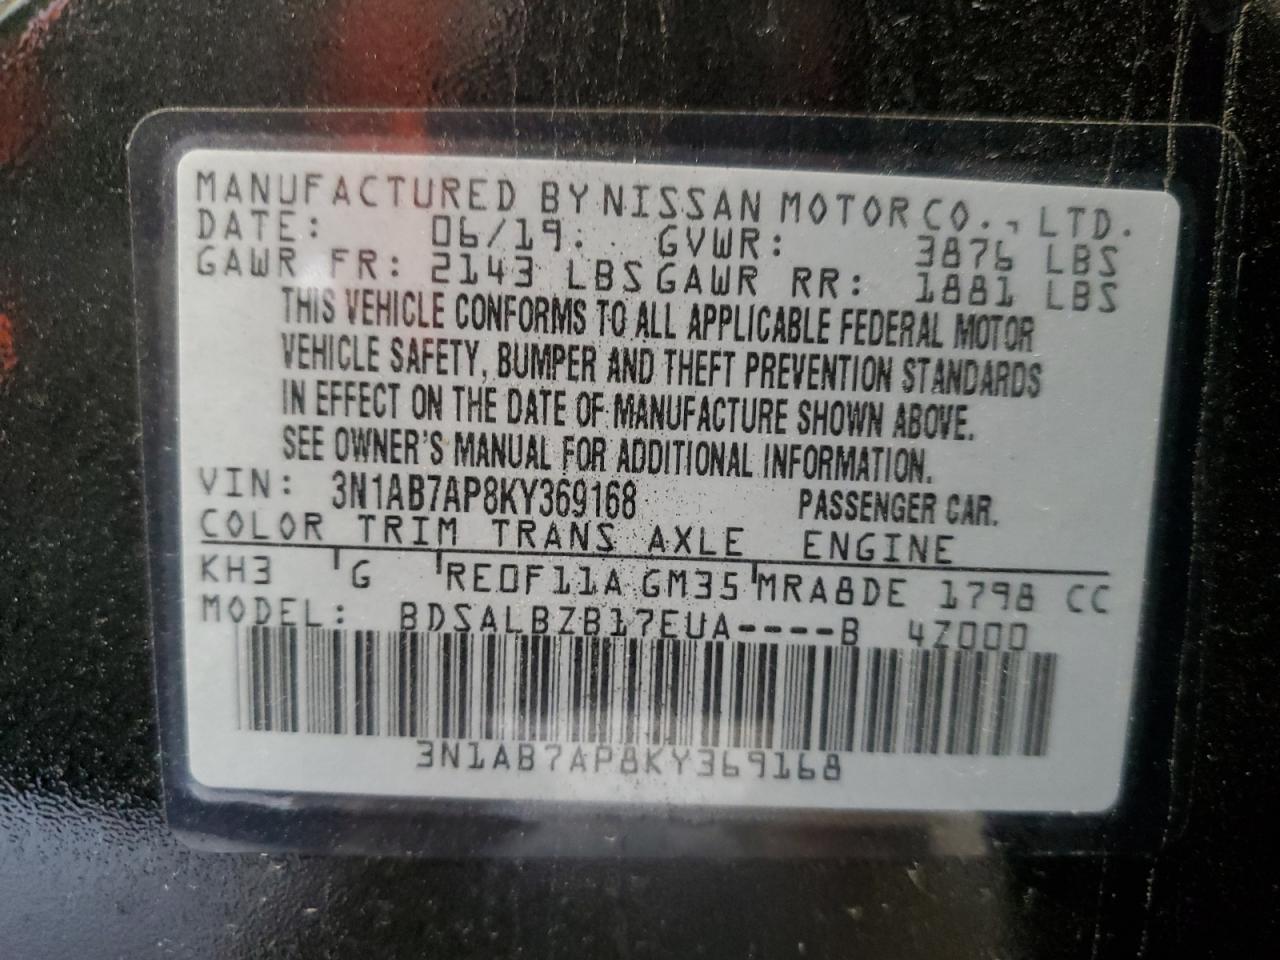 MANUFACTURED BY NISSAN MOTOR CO., LTD.
DATE: 06/19. GVWR: 3876 LBS
GAWR FR: 2143 LBS GAWR RR: 1881 LBS
THIS VEHICLE CONFORMS TO ALL APPLICABLE FEDERAL MOTOR
VEHICLE SAFETY, BUMPER AND THEFT PREVENTION STANDARDS
IN EFFECT ON THE DATE OF MANUFACTURE SHOWN ABOVE.
SEE OWNER'S MANUAL FOR ADDITIONAL INFORMATION.
VIN: 3N1AB7AP8KY369168 PASSENGER CAR.
COLOR TRIM TRANS AXLE ENGINE
KH3 G RE0F11A GM35 MRA8DE 1798 CC
MODEL: BDSALBZB17EUA----B 4Z000
3N1AB7AP8KY369168